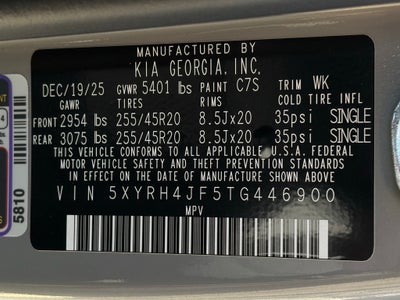 MANUFACTURED BY
KIA GEORGIA, INC.
DEC/19/25 GVWR 5401 lbs PAINT C7S TRIM WK
GAWR TIRES RIMS COLD TIRE INFL
FRONT 2954 lbs 255/45R20 8.5Jx20 35psi SINGLE
REAR 3075 lbs 255/45R20 8.5Jx20 35psi SINGLE
THIS VEHICLE CONFORMS TO ALL APPLICABLE U.S.A. FEDERAL
MOTOR VEHICLE SAFETY, BUMPER, AND THEFT PREVENTION STANDARDS
IN EFFECT ON THE DATE OF MANUFACTURE SHOWN ABOVE
VIN 5XYRH4JF5TG446900
MPV
5810